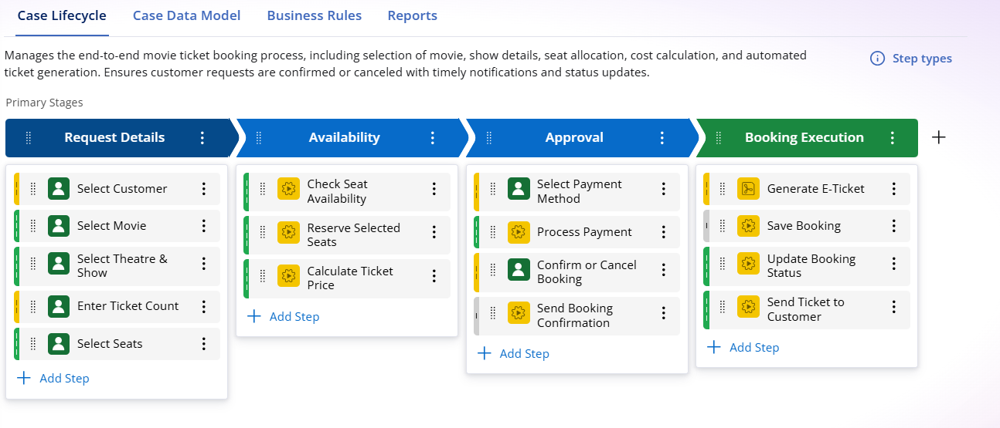 Case Lifecycle
Case Data Model
Business Rules
Reports
Manages the end-to-end movie ticket booking process, including selection of movie, show details, seat allocation, cost calculation, and automated
ticket generation. Ensures customer requests are confirmed or canceled with timely notifications and status updates.
Step types
Primary Stages
Request Details
Select Customer
Select Movie
Select Theatre &
Show
Enter Ticket Count
Select Seats
Add Step
Availability
Check Seat
Availability
Reserve Selected
Seats
Calculate Ticket
Price
Add Step
Approval
Select Payment
Method
Process Payment
Confirm or Cancel
Booking
Send Booking
Confirmation
Add Step
Booking Execution
Generate E-Ticket
Save Booking
Update Booking
Status
Send Ticket to
Customer
Add Step